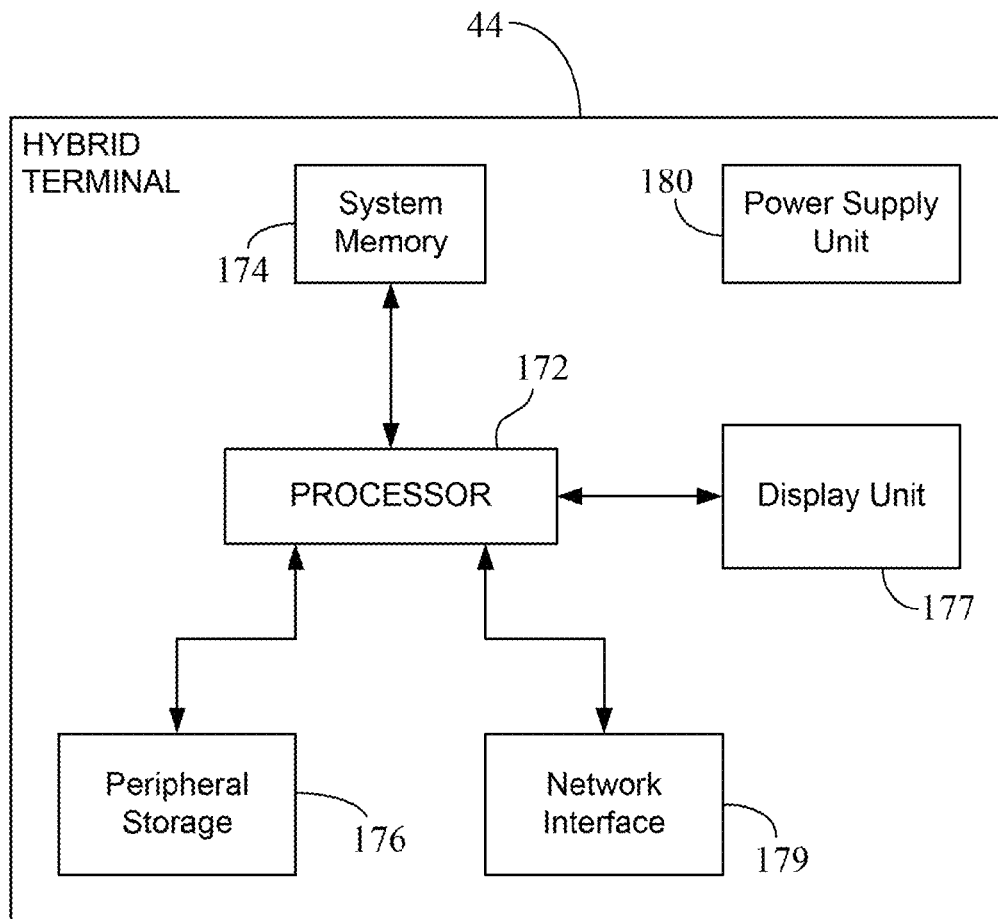 44
HYBRID
TERMINAL
System
Memory
174
180
Power Supply
Unit
172
PROCESSOR
Display Unit
177
Peripheral
Storage
176
Network
Interface
179